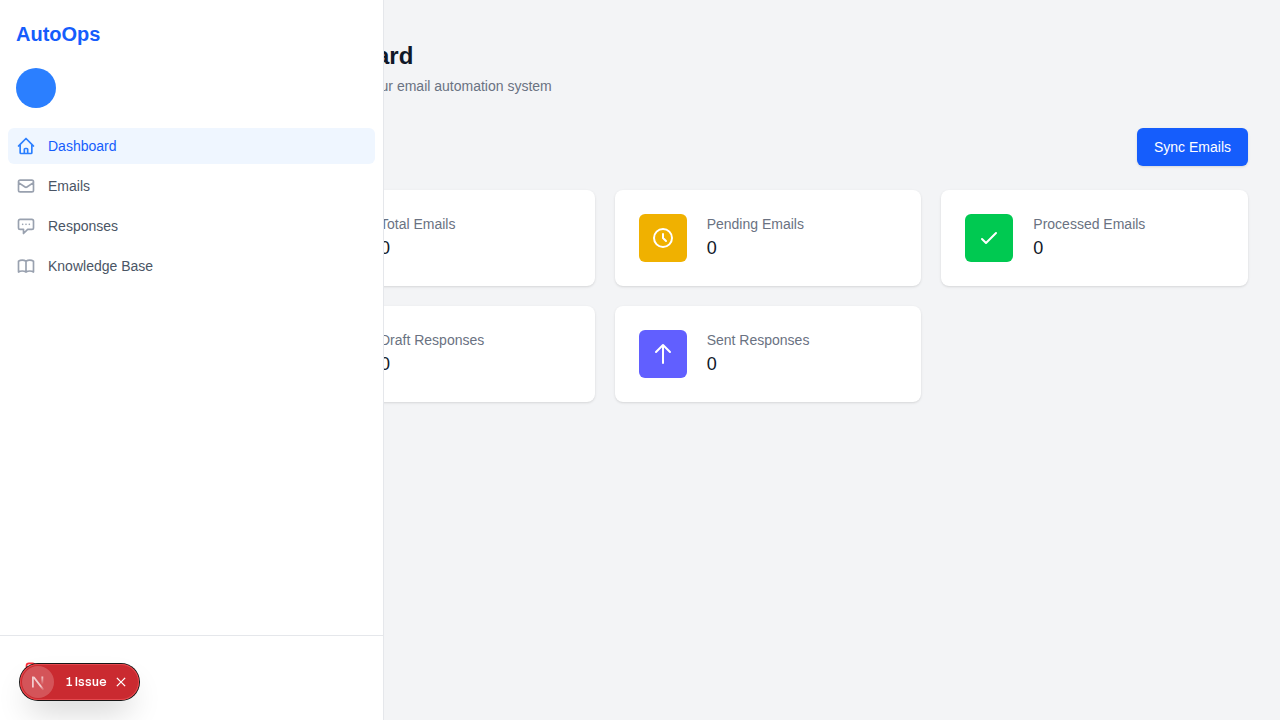 AutoOps
Dashboard
Emails
Responses
Knowledge Base
1 Issue
ard
ur email automation system
Sync Emails
Total Emails
0
Pending Emails
0
Processed Emails
0
Draft Responses
0
Sent Responses
0